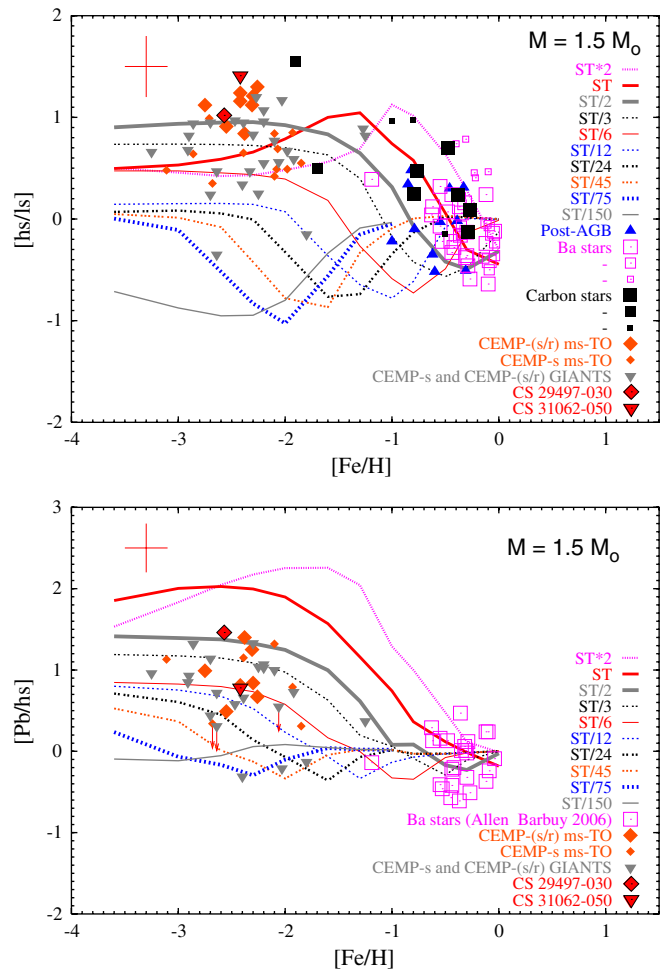 2
1
0
-1
-2
[hs/ls]
M = 1.5 Mo
ST*2
ST
ST/2
ST/3
ST/6
ST/12
ST/24
ST/45
ST/75
ST/150
Post-AGB
Ba stars
-
-
Carbon stars
-
-
CEMP-(s/r) ms-TO
CEMP-s ms-TO
CEMP-s and CEMP-(s/r) GIANTS
CS 29497-030
CS 31062-050
-4 -3 -2 -1 0
[Fe/H]
3
2
1
0
-1
-2
[Pb/hs]
M = 1.5 Mo
ST*2
ST
ST/2
ST/3
ST/6
ST/12
ST/24
ST/45
ST/75
ST/150
Ba stars (Allen Barbuy 2006)
CEMP-(s/r) ms-TO
CEMP-s ms-TO
CEMP-s and CEMP-(s/r) GIANTS
CS 29497-030
CS 31062-050
-4 -3 -2 -1 0
[Fe/H]